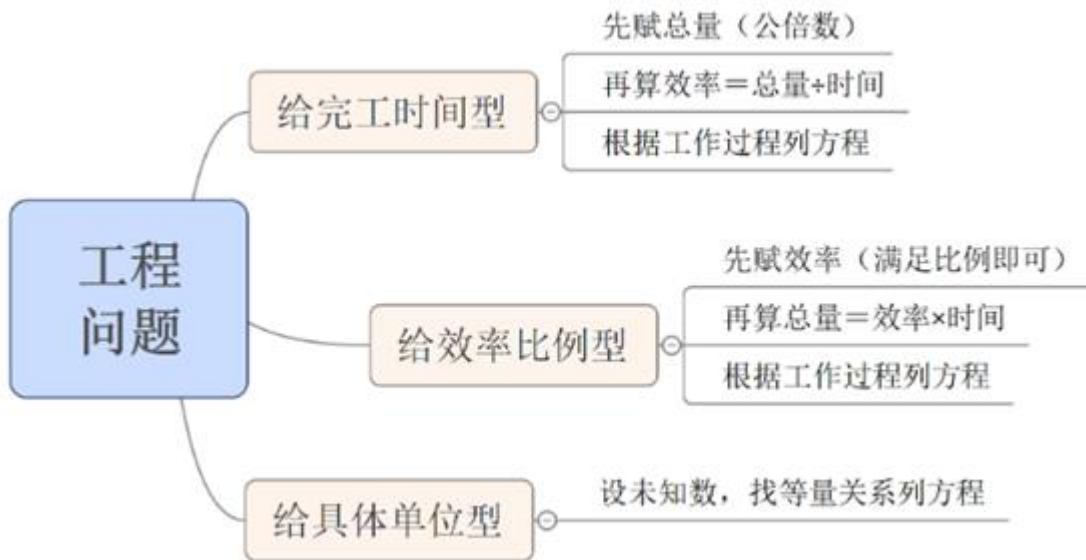 工程
问题
给完工时间型
先赋总量（公倍数）
再算效率＝总量÷时间
根据工作过程列方程
给效率比例型
先赋效率（满足比例即可）
再算总量＝效率×时间
根据工作过程列方程
给具体单位型
设未知数，找等量关系列方程